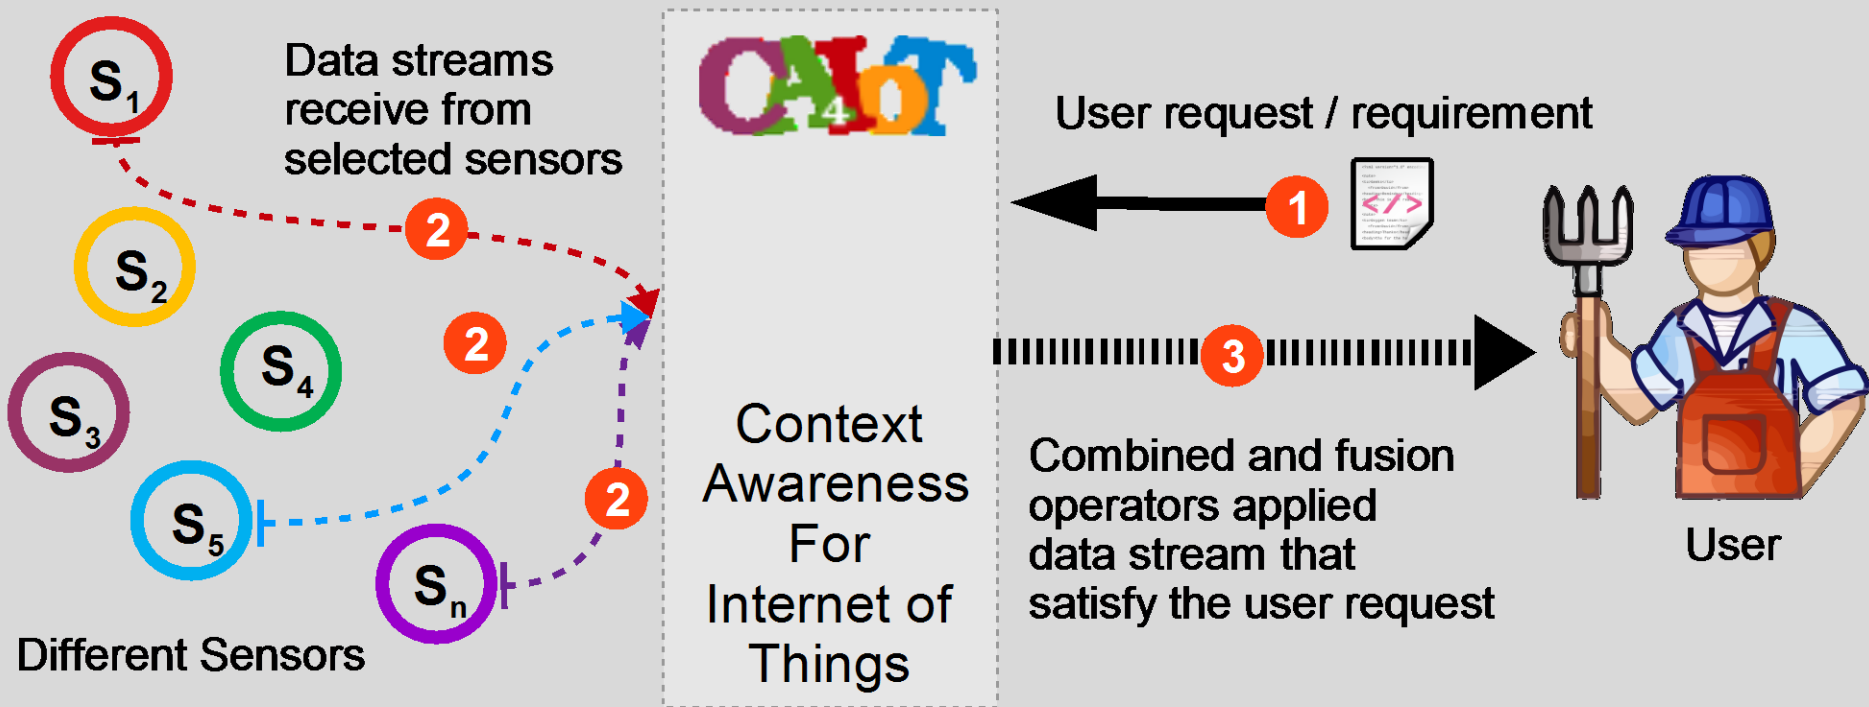 S1
Data streams
receive from
selected sensors
2
S2
2
S4
S3
S5
2
Sn
Different Sensors
CA4IOT
Context
Awareness
For
Internet of
Things
User request / requirement
1
</>
3
Combined and fusion
operators applied
data stream that
satisfy the user request
User